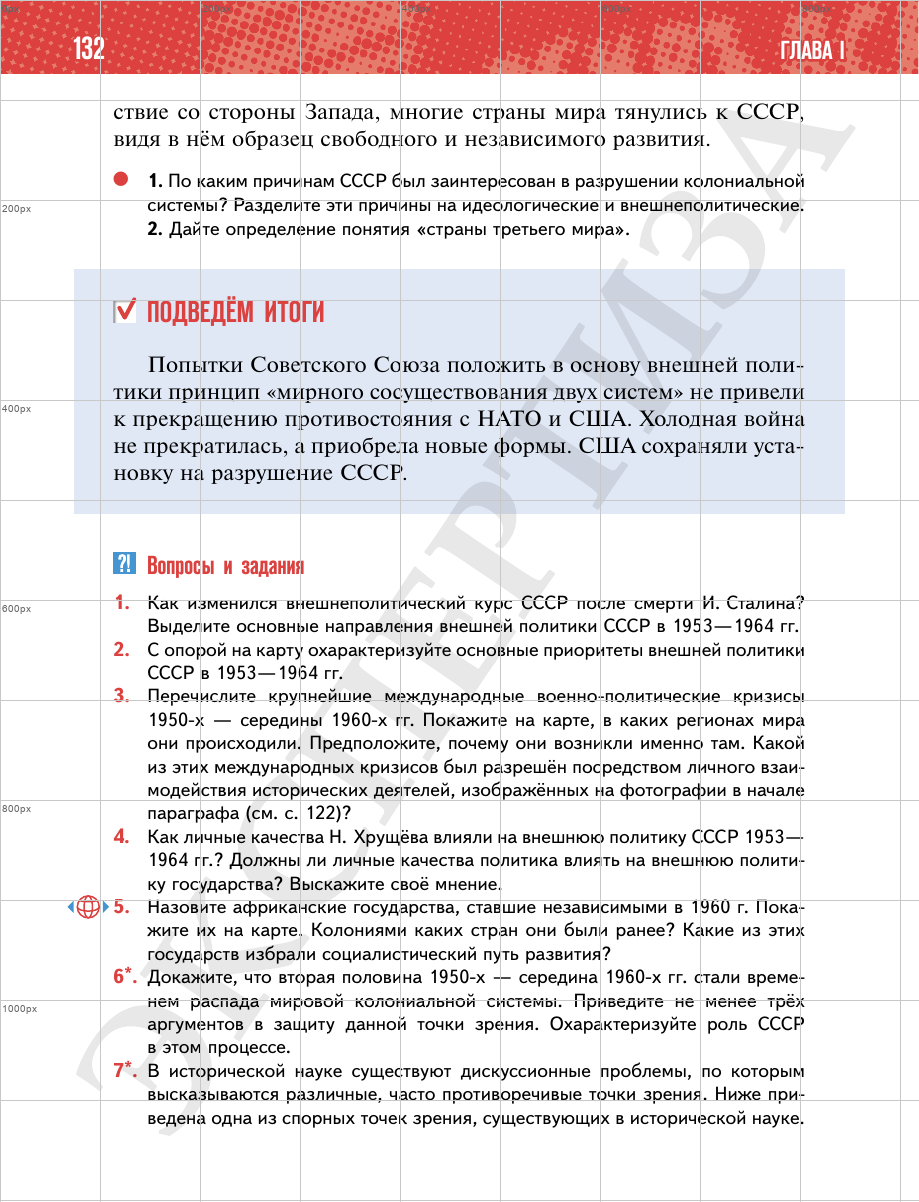 132
ГЛАВА I
ствие со стороны Запада, многие страны мира тянулись к СССР,
видя в нём образец свободного и независимого развития.
1. По каким причинам СССР был заинтересован в разрушении колониальной
системы? Разделите эти причины на идеологические и внешнеполитические.
2. Дайте определение понятия «страны третьего мира».
ПОДВЕДЁМ ИТОГИ
Попытки Советского Союза положить в основу внешней поли-
тики принцип «мирного сосуществования двух систем» не привели
к прекращению противостояния с НАТО и США. Холодная война
не прекратилась, а приобрела новые формы. США сохраняли уста-
новку на разрушение СССР.
?! Вопросы и задания
1. Как изменился внешнеполитический курс СССР после смерти И. Сталина?
Выделите основные направления внешней политики СССР в 1953—1964 гг.
2. С опорой на карту охарактеризуйте основные приоритеты внешней политики
СССР в 1953—1964 гг.
3. Перечислите крупнейшие международные военно-политические кризисы
1950-х — середины 1960-х гг. Покажите на карте, в каких регионах мира
они происходили. Предположите, почему они возникли именно там. Какой
из этих международных кризисов был разрешён посредством личного взаи-
модействия исторических деятелей, изображённых на фотографии в начале
параграфа (см. с. 122)?
4. Как личные качества Н. Хрущёва влияли на внешнюю политику СССР 1953—
1964 гг.? Должны ли личные качества политика влиять на внешнюю полити-
ку государства? Выскажите своё мнение.
5. Назовите африканские государства, ставшие независимыми в 1960 г. Пока-
жите их на карте. Колониями каких стран они были ранее? Какие из этих
государств избрали социалистический путь развития?
6*. Докажите, что вторая половина 1950-х — середина 1960-х гг. стали време-
нем распада мировой колониальной системы. Приведите не менее трёх
аргументов в защиту данной точки зрения. Охарактеризуйте роль СССР
в этом процессе.
7*. В исторической науке существуют дискуссионные проблемы, по которым
высказываются различные, часто противоречивые точки зрения. Ниже при-
ведена одна из спорных точек зрения, существующих в исторической науке.
ЭКСПЕРТИЗА
200px
400px
600px
800px
1000px